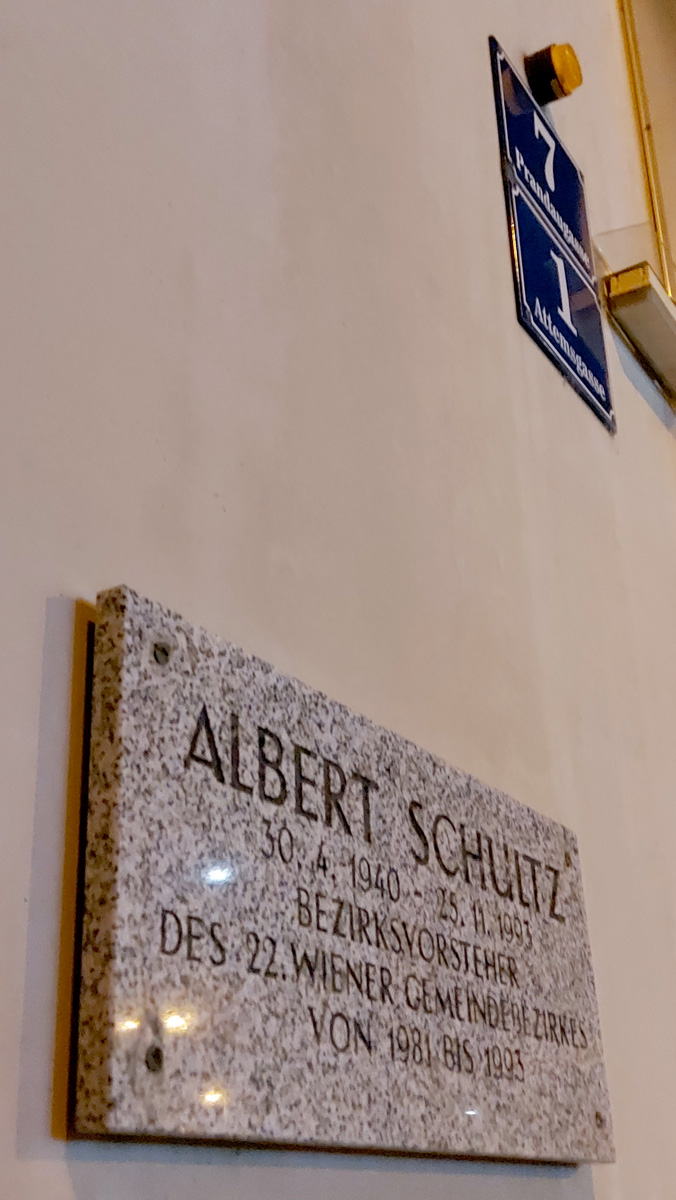 7
Prandaugasse
1
Attemsgasse
ALBERT SCHULTZ
30. 4. 1940 - 25. 11. 1993
BEZIRKSVORSTEHER
DES 22. WIENER GEMEINDEBEZIRKES
VON 1981 BIS 1993